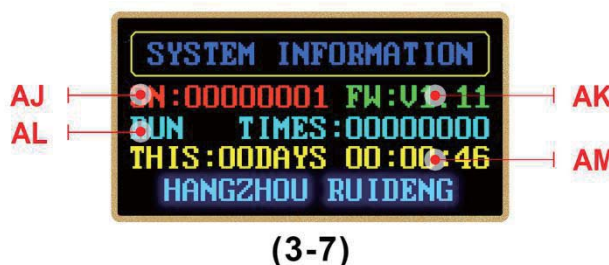 SYSTEM INFORMATION
AJ SN:00000001 FW:V1.11 AK
AL RUN TIMES:00000000
THIS:00DAYS 00:00:46 AM
HANGZHOU RUIDENG
(3-7)